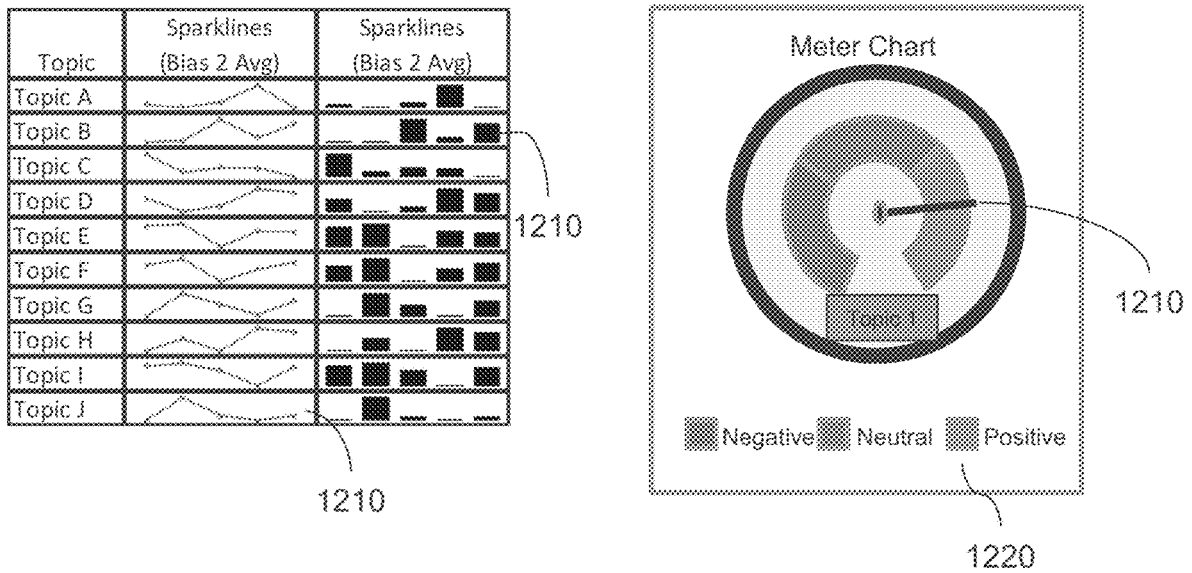 Topic
Sparklines
(Bias 2 Avg)
Sparklines
(Bias 2 Avg)
Topic A
Topic B
Topic C
Topic D
Topic E
Topic F
Topic G
Topic H
Topic I
Topic J
1210
1210
Meter Chart
1210
Negative Neutral Positive
1220